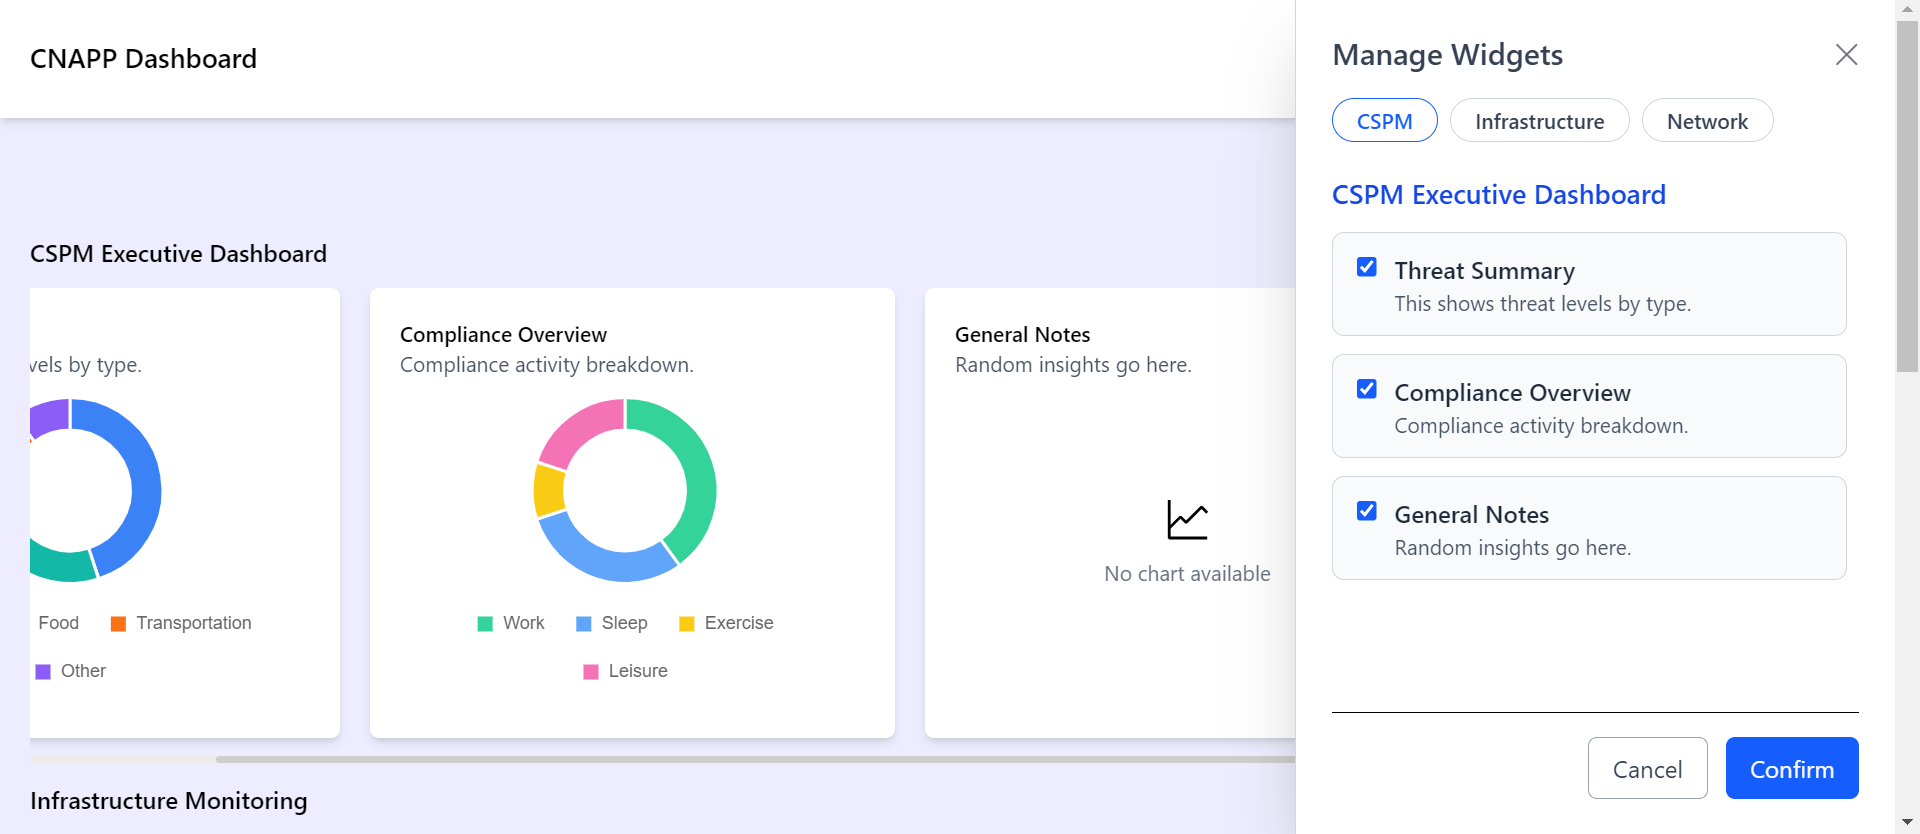 CNAPP Dashboard
CSPM Executive Dashboard
by type.
Food
Transportation
Other
Compliance Overview
Compliance activity breakdown.
Work
Sleep
Exercise
Leisure
General Notes
Random insights go here.
No chart available
Infrastructure Monitoring
Manage Widgets
CSPM
Infrastructure
Network
CSPM Executive Dashboard
Threat Summary
This shows threat levels by type.
Compliance Overview
Compliance activity breakdown.
General Notes
Random insights go here.
Cancel
Confirm